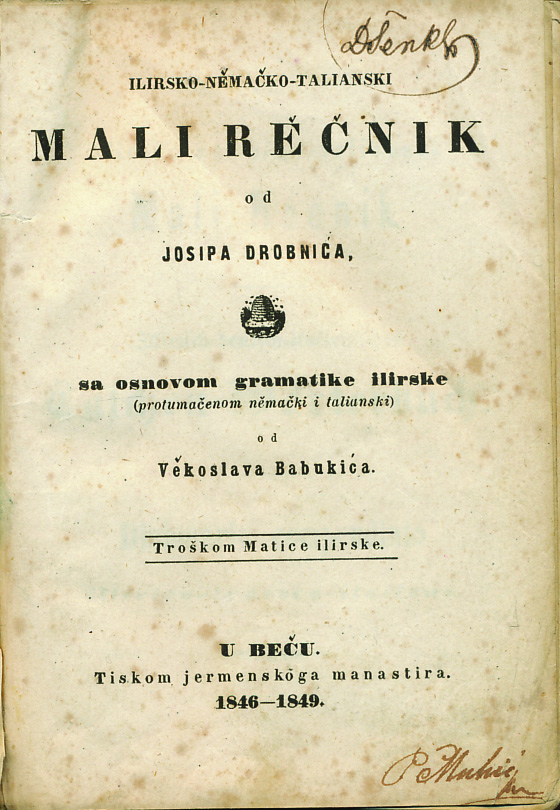 ILIRSKO-NĚMAČKO-TALIANSKI
MALI RĚČNIK
od
JOSIPA DROBNIĆA,
sa osnovom gramatike ilirske
(protumačenom němački i talianski)
od
Věkoslava Babukića.
Troškom Matice ilirske.
U BEČU.
Tiskom jermenskoga manastira.
1846—1849.